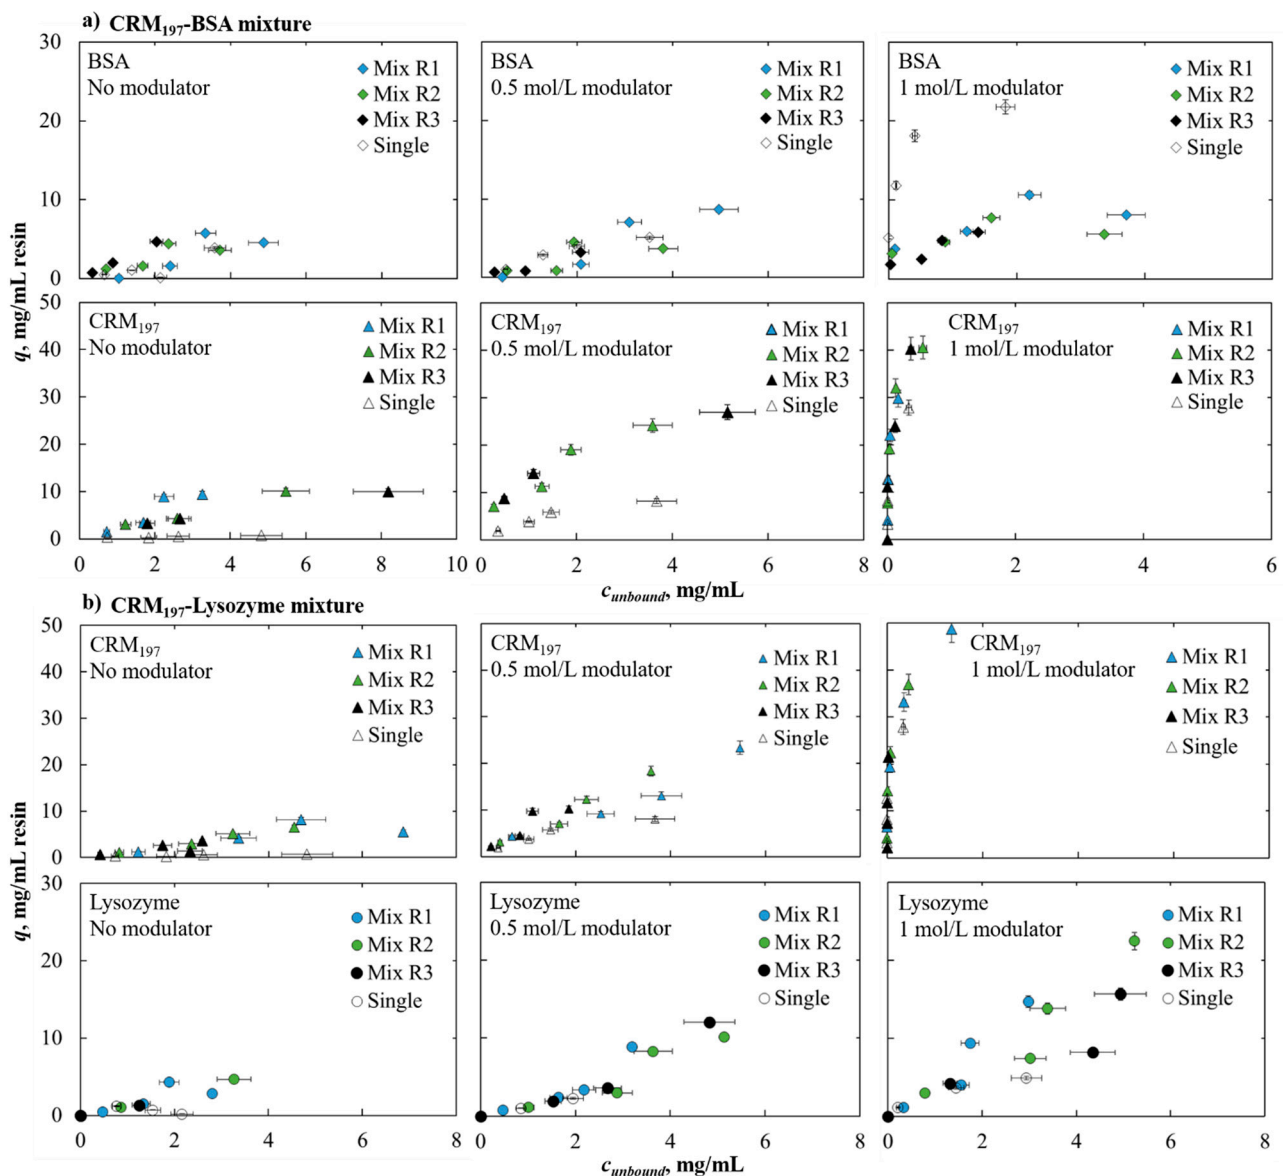 a) CRM197-BSA mixture
30
20
10
0
BSA
No modulator
Mix R1
Mix R2
Mix R3
Single
BSA
0.5 mol/L modulator
Mix R1
Mix R2
Mix R3
Single
BSA
1 mol/L modulator
Mix R1
Mix R2
Mix R3
Single
q, mg/mL resin
50
40
30
20
10
0
CRM197
No modulator
Mix R1
Mix R2
Mix R3
Single
0 2 4 6 8 10
CRM197
0.5 mol/L modulator
Mix R1
Mix R2
Mix R3
Single
0 2 4 6 8
CRM197
1 mol/L modulator
Mix R1
Mix R2
Mix R3
Single
0 2 4 6
cunbound, mg/mL
b) CRM197-Lysozyme mixture
50
40
30
20
10
0
CRM197
No modulator
Mix R1
Mix R2
Mix R3
Single
CRM197
0.5 mol/L modulator
Mix R1
Mix R2
Mix R3
Single
CRM197
1 mol/L modulator
Mix R1
Mix R2
Mix R3
Single
q, mg/mL resin
30
20
10
0
Lysozyme
No modulator
Mix R1
Mix R2
Mix R3
Single
0 2 4 6 8
Lysozyme
0.5 mol/L modulator
Mix R1
Mix R2
Mix R3
Single
0 2 4 6 8
Lysozyme
1 mol/L modulator
Mix R1
Mix R2
Mix R3
Single
0 2 4 6 8
cunbound, mg/mL